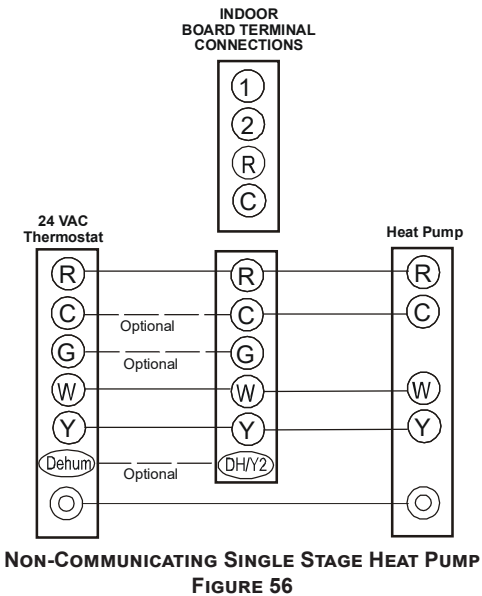 INDOOR
BOARD TERMINAL
CONNECTIONS
1
2
R
C
24 VAC
Thermostat
Heat Pump
R R R
C Optional C C
G Optional G
W W W
Y Y Y
Dehum Optional DH/Y2
O O
NON-COMMUNICATING SINGLE STAGE HEAT PUMP
FIGURE 56